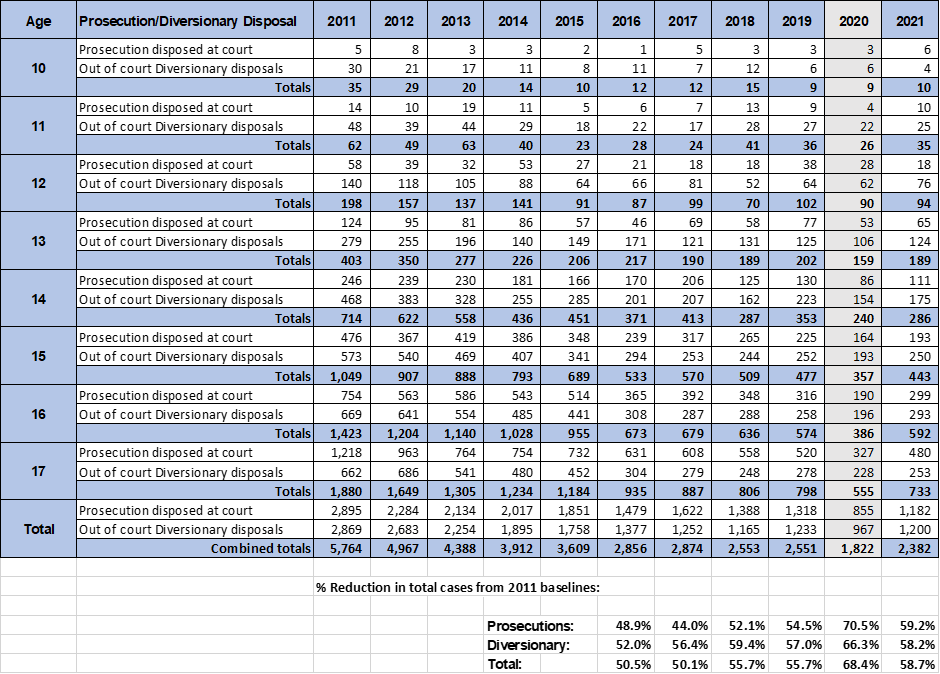 Age Prosecution/Diversionary Disposal 2011 2012 2013 2014 2015 2016 2017 2018 2019 2020 2021
Prosecution disposed at court 5 8 3 3 2 1 5 3 3 3 6
10 Out of court Diversionary disposals 30 21 17 11 8 11 7 12 6 6 4
Totals 35 29 20 14 10 12 12 15 9 9 10
Prosecution disposed at court 14 10 19 11 5 6 7 13 9 4 10
11 Out of court Diversionary disposals 48 39 44 29 18 22 17 28 27 22 25
Totals 62 49 63 40 23 28 24 41 36 26 35
Prosecution disposed at court 58 39 32 53 27 21 18 18 38 28 18
12 Out of court Diversionary disposals 140 118 105 88 64 66 81 52 64 62 76
Totals 198 157 137 141 91 87 99 70 102 90 94
Prosecution disposed at court 124 95 81 86 57 46 69 58 77 53 65
13 Out of court Diversionary disposals 279 255 196 140 149 171 121 131 125 106 124
Totals 403 350 277 226 206 217 190 189 202 159 189
Prosecution disposed at court 246 239 230 181 166 170 206 125 130 86 111
14 Out of court Diversionary disposals 468 383 328 255 285 201 207 162 223 154 175
Totals 714 622 558 436 451 371 413 287 353 240 286
Prosecution disposed at court 476 367 419 386 348 239 317 265 225 164 193
15 Out of court Diversionary disposals 573 540 469 407 341 294 253 244 252 193 250
Totals 1,049 907 888 793 689 533 570 509 477 357 443
Prosecution disposed at court 754 563 586 543 514 365 392 348 316 190 299
16 Out of court Diversionary disposals 669 641 554 485 441 308 287 288 258 196 293
Totals 1,423 1,204 1,140 1,028 955 673 679 636 574 386 592
Prosecution disposed at court 1,218 963 764 754 732 631 608 558 520 327 480
17 Out of court Diversionary disposals 662 686 541 480 452 304 279 248 278 228 253
Totals 1,880 1,649 1,305 1,234 1,184 935 887 806 798 555 733
Prosecution disposed at court 2,895 2,284 2,134 2,017 1,851 1,479 1,622 1,388 1,318 855 1,182
Total Out of court Diversionary disposals 2,869 2,683 2,254 1,895 1,758 1,377 1,252 1,165 1,233 967 1,200
Combined totals 5,764 4,967 4,388 3,912 3,609 2,856 2,874 2,553 2,551 1,822 2,382
% Reduction in total cases from 2011 baselines:
Prosecutions: 48.9% 44.0% 52.1% 54.5% 70.5% 59.2%
Diversionary: 52.0% 56.4% 59.4% 57.0% 66.3% 58.2%
Total: 50.5% 50.1% 55.7% 55.7% 68.4% 58.7%